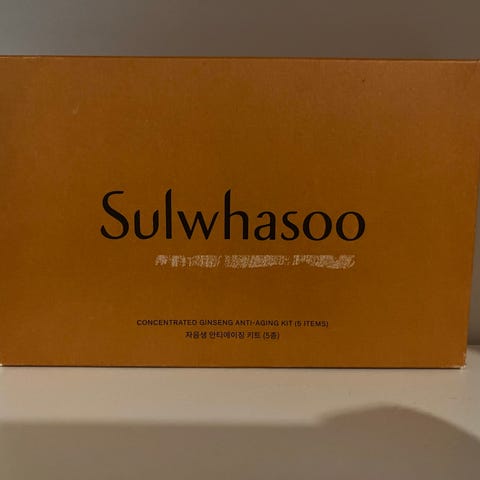 Sulwhasoo
CONCENTRATED GINSENG ANTI-AGING KIT (5 ITEMS)
자음생 안티에이징 키트 (5종)